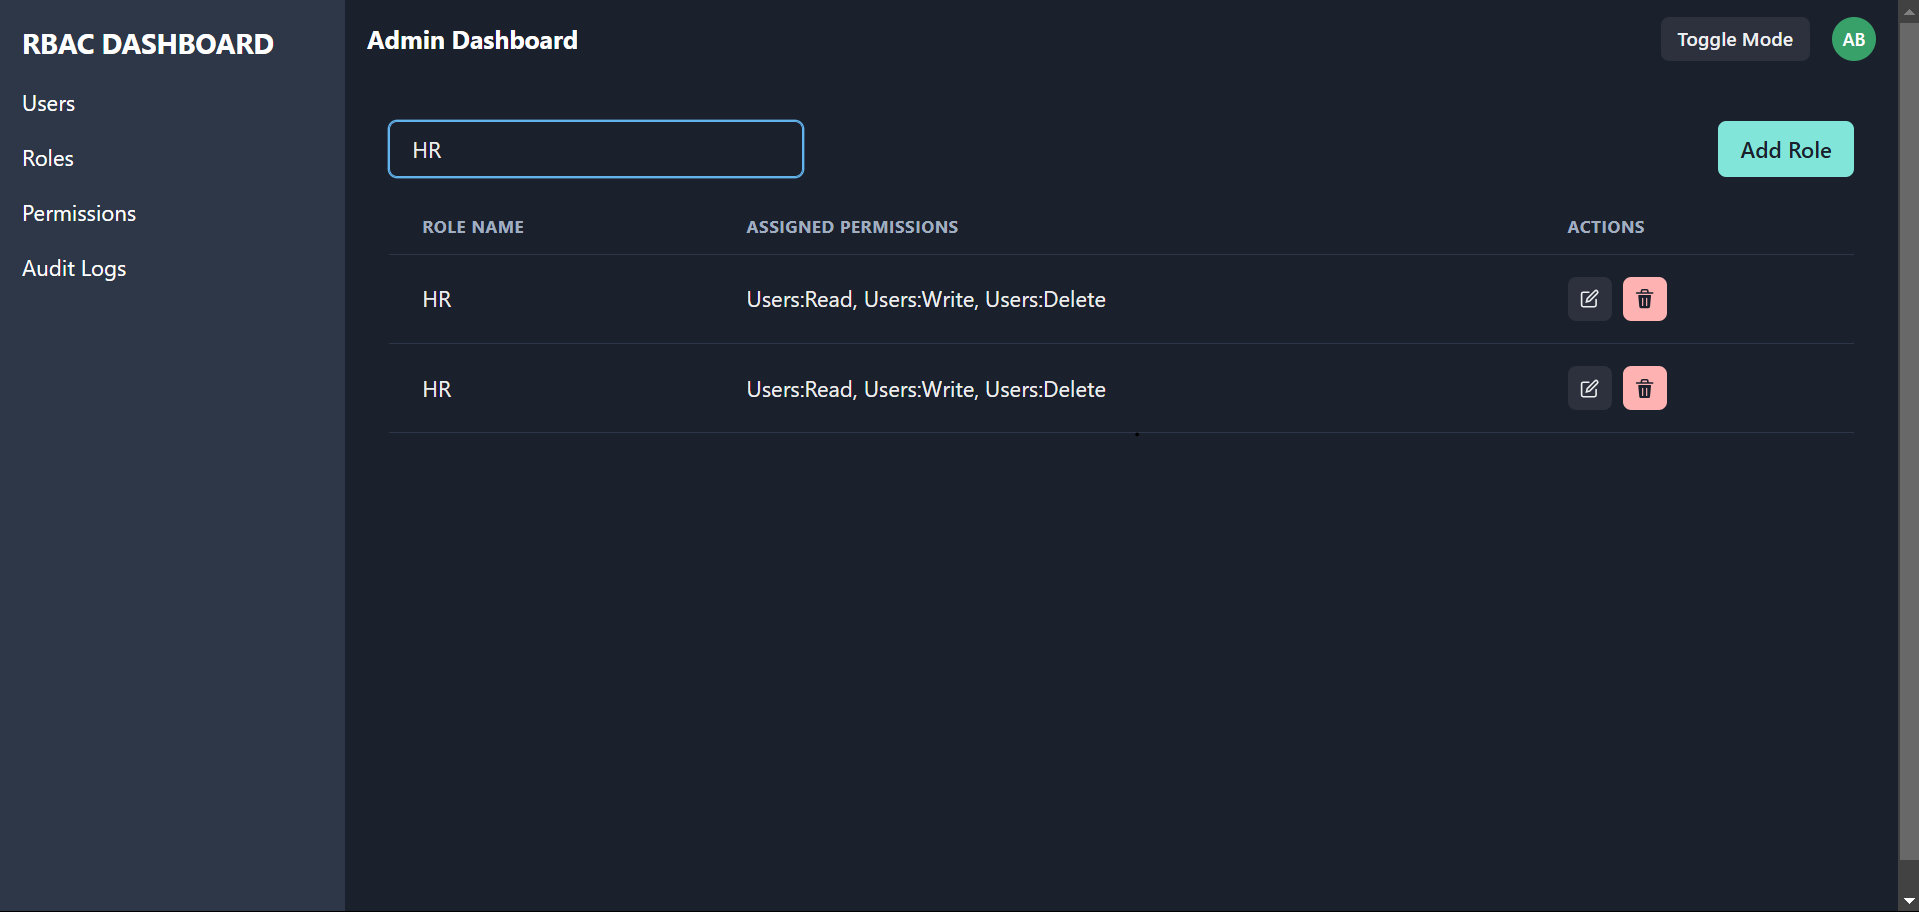 RBAC DASHBOARD
Users
Roles
Permissions
Audit Logs
Admin Dashboard
Toggle Mode
AB
HR
Add Role
ROLE NAME ASSIGNED PERMISSIONS ACTIONS
HR Users:Read, Users:Write, Users:Delete
HR Users:Read, Users:Write, Users:Delete